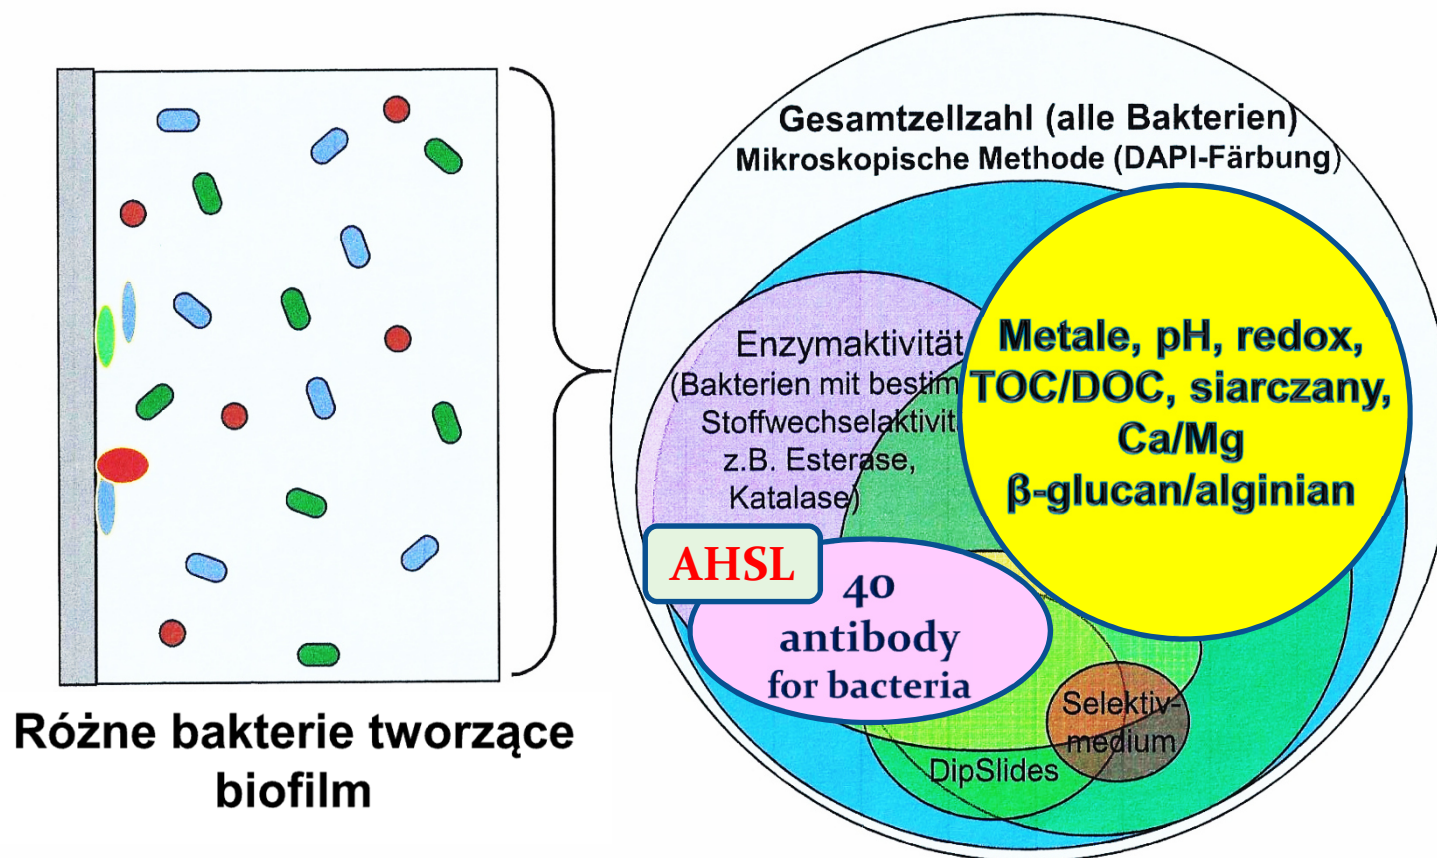 Gesamtzellzahl (alle Bakterien)
Mikroskopische Methode (DAPI-Färbung)
Enzymaktivität
(Bakterien mit bestim
Stoffwechselaktivit
z.B. Esterase,
Katalase)
Metale, pH, redox,
TOC/DOC, siarczany,
Ca/Mg
β-glucan/alginian
AHSL
40
antibody
for bacteria
Selektiv-
medium
DipSlides
Różne bakterie tworzące
biofilm